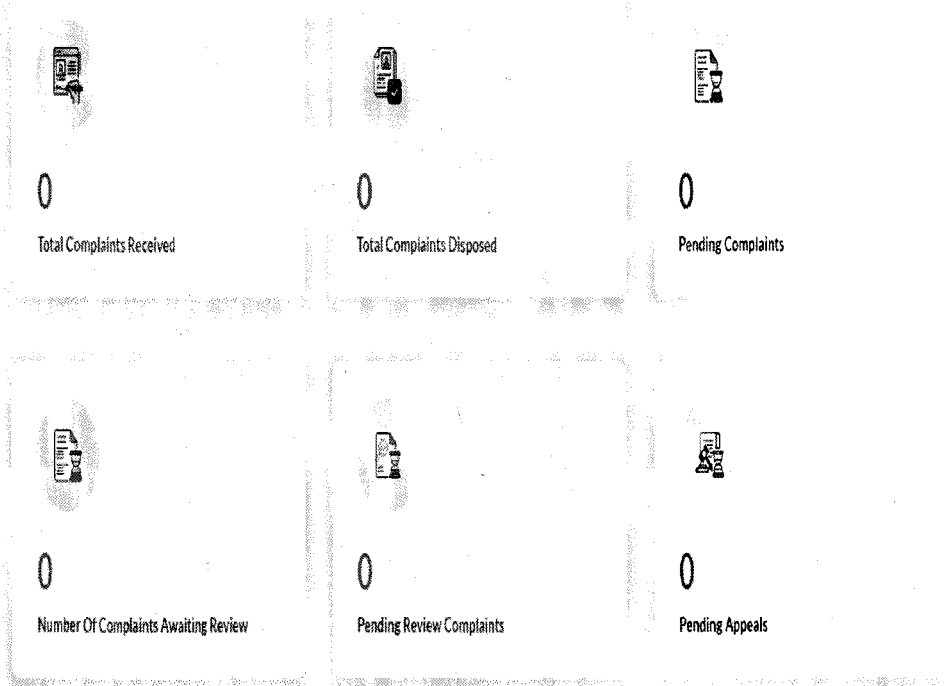 0
Total Complaints Received
0
Total Complaints Disposed
0
Pending Complaints
0
Number Of Complaints Awaiting Review
0
Pending Review Complaints
0
Pending Appeals